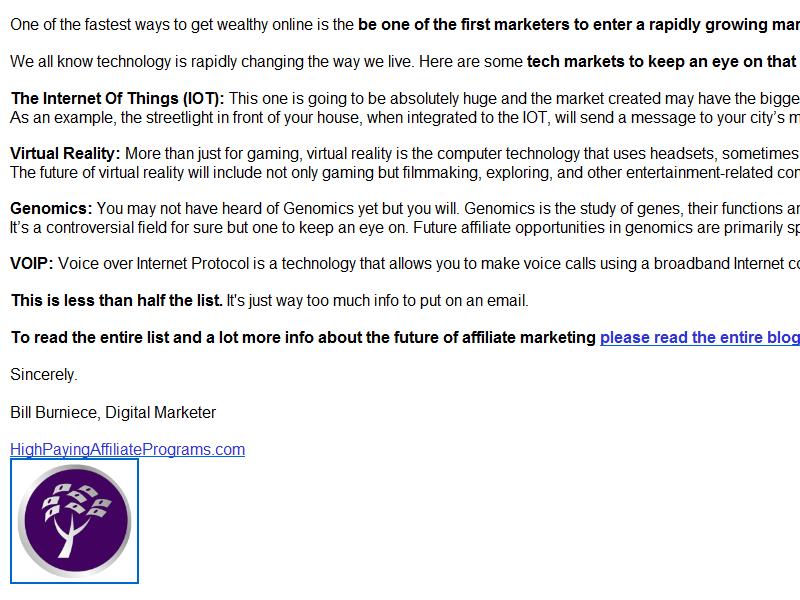 One of the fastest ways to get wealthy online is the be one of the first marketers to enter a rapidly growing
We all know technology is rapidly changing the way we live. Here are some tech markets to keep an eye on that
The Internet Of Things (IOT): This one is going to be absolutely huge and the market created may have the
As an example, the streetlight in front of your house, when integrated to the IOT, will send a message to your city's
Virtual Reality: More than just for gaming, virtual reality is the computer technology that uses headsets, sometimes
The future of virtual reality will include not only gaming but filmmaking, exploring, and other entertainment-related
Genomics: You may not have heard of Genomics yet but you will. Genomics is the study of genes, their functions
It's a controversial field for sure but one to keep an eye on. Future affiliate opportunities in genomics are primarily
VOIP: Voice over Internet Protocol is a technology that allows you to make voice calls using a broadband Internet
This is less than half the list. It's just way too much info to put on an email.
To read the entire list and a lot more info about the future of affiliate marketing please read the entire blog
Sincerely.
Bill Burniece, Digital Marketer
HighPayingAffiliatePrograms.com